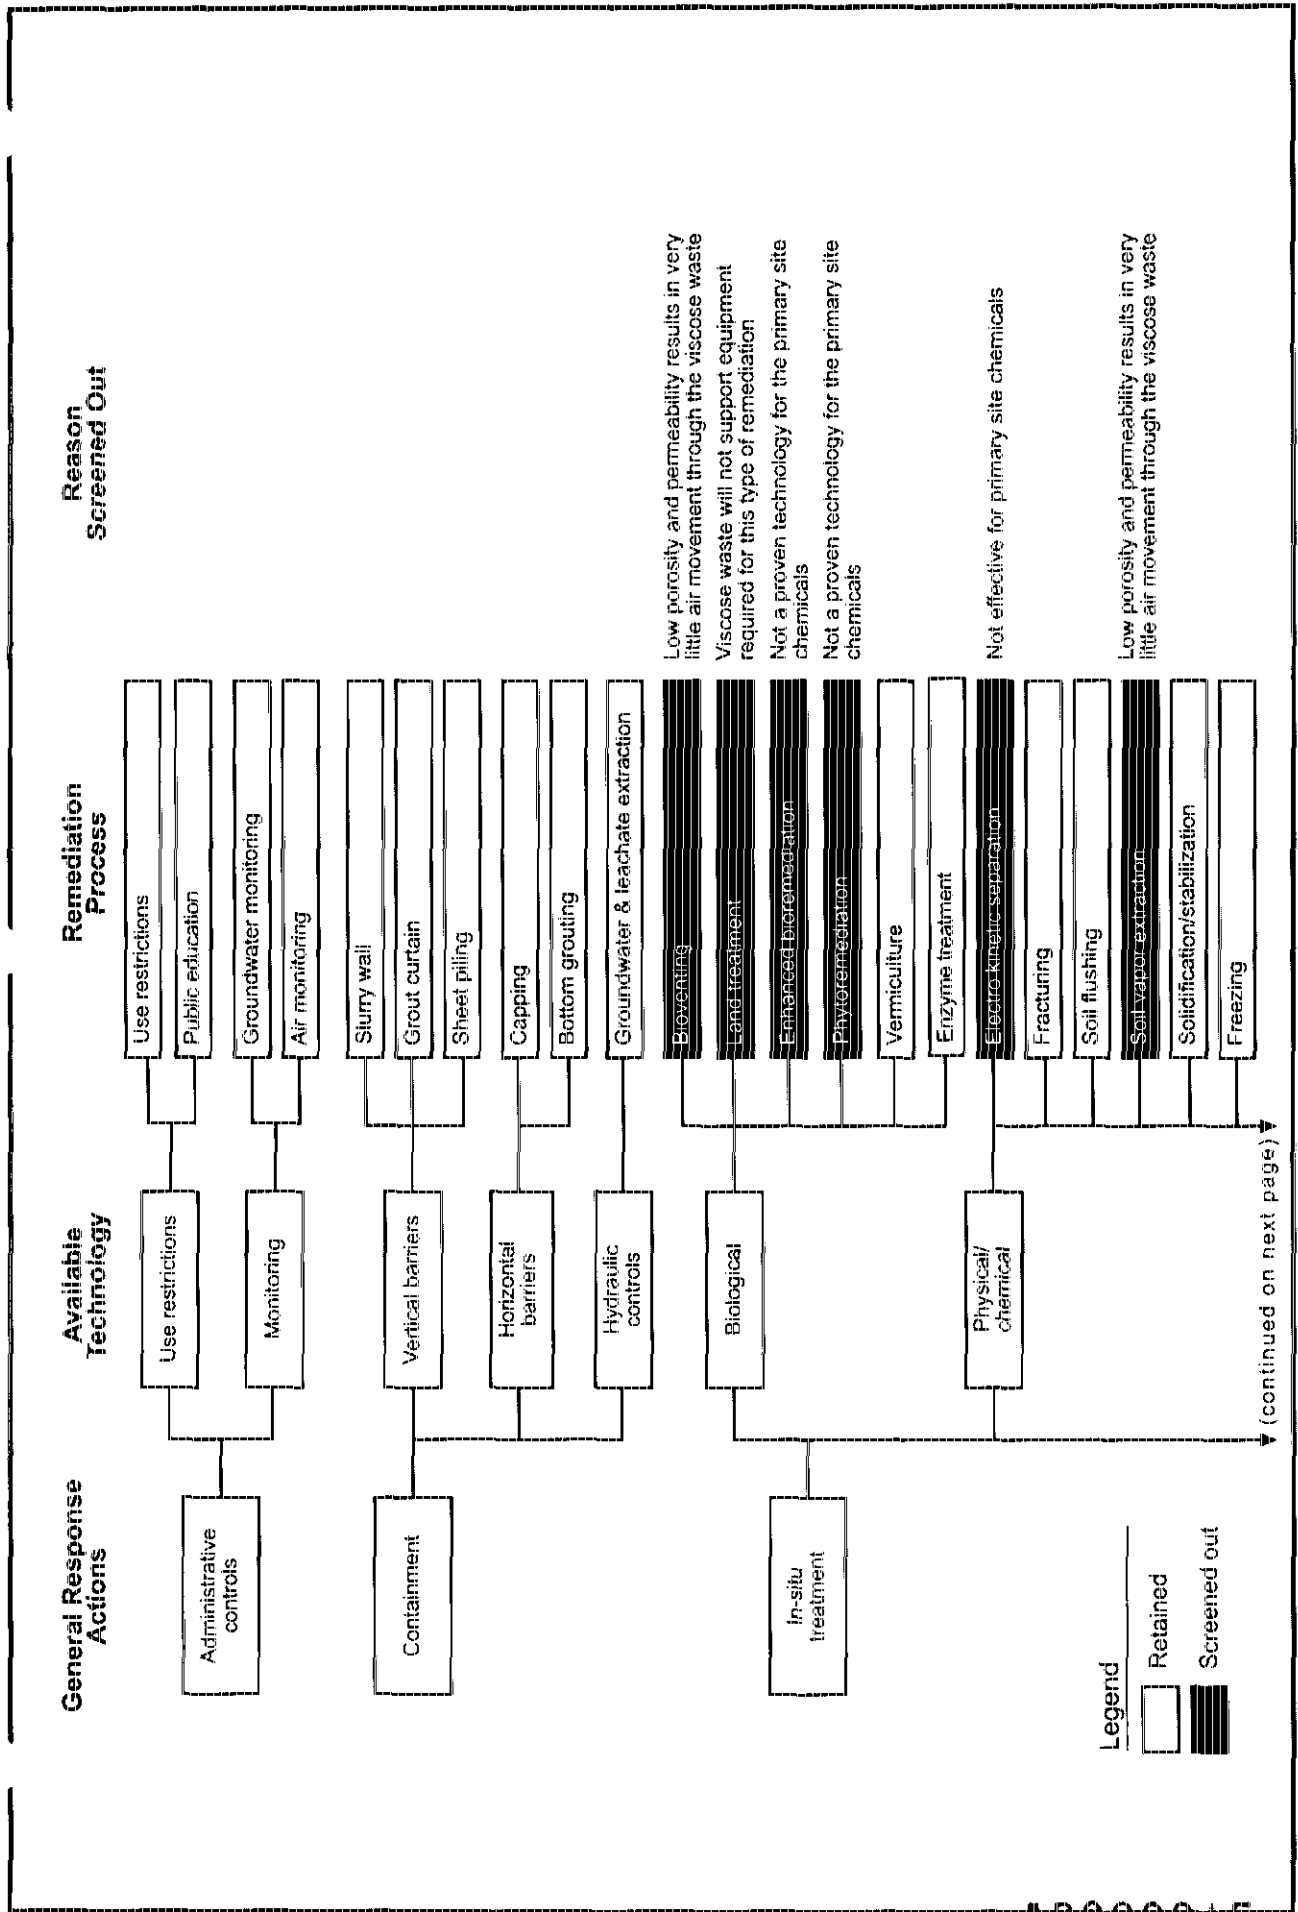 General Response
Actions
Available
Technology
Remediation
Process
Reason
Screened Out
Administrative
controls
Use restrictions
Use restrictions
Public education
Monitoring
Groundwater monitoring
Air monitoring
Containment
Vertical barriers
Slurry wall
Grout curtain
Sheet piling
Horizontal
barriers
Capping
Bottom grouting
Hydraulic
controls
Groundwater & leachate extraction
In-situ
treatment
Biological
Bioventing
Low porosity and permeability results in very
little air movement through the viscose waste
Land treatment
Viscose waste will not support equipment
required for this type of remediation
Enhanced bioremediation
Not a proven technology for the primary site
chemicals
Phytoremediation
Not a proven technology for the primary site
chemicals
Vermiculture
Enzyme treatment
Physical/
chemical
Electro kinetic separation
Not effective for primary site chemicals
Fracturing
Soil flushing
Soil vapor extraction
Low porosity and permeability results in very
little air movement through the viscose waste
Solidification/stabilization
Freezing
(continued on next page)
Legend
Retained
Screened out